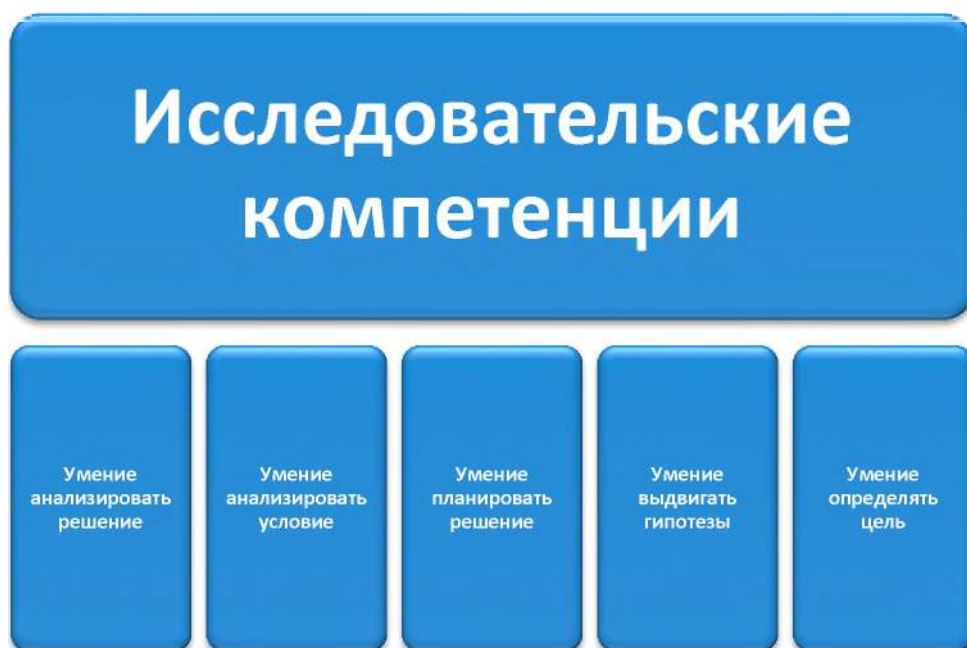 Исследовательские
компетенции
Умение
анализировать
решение
Умение
анализировать
условие
Умение
планировать
решение
Умение
выдвигать
гипотезы
Умение
определять
цель